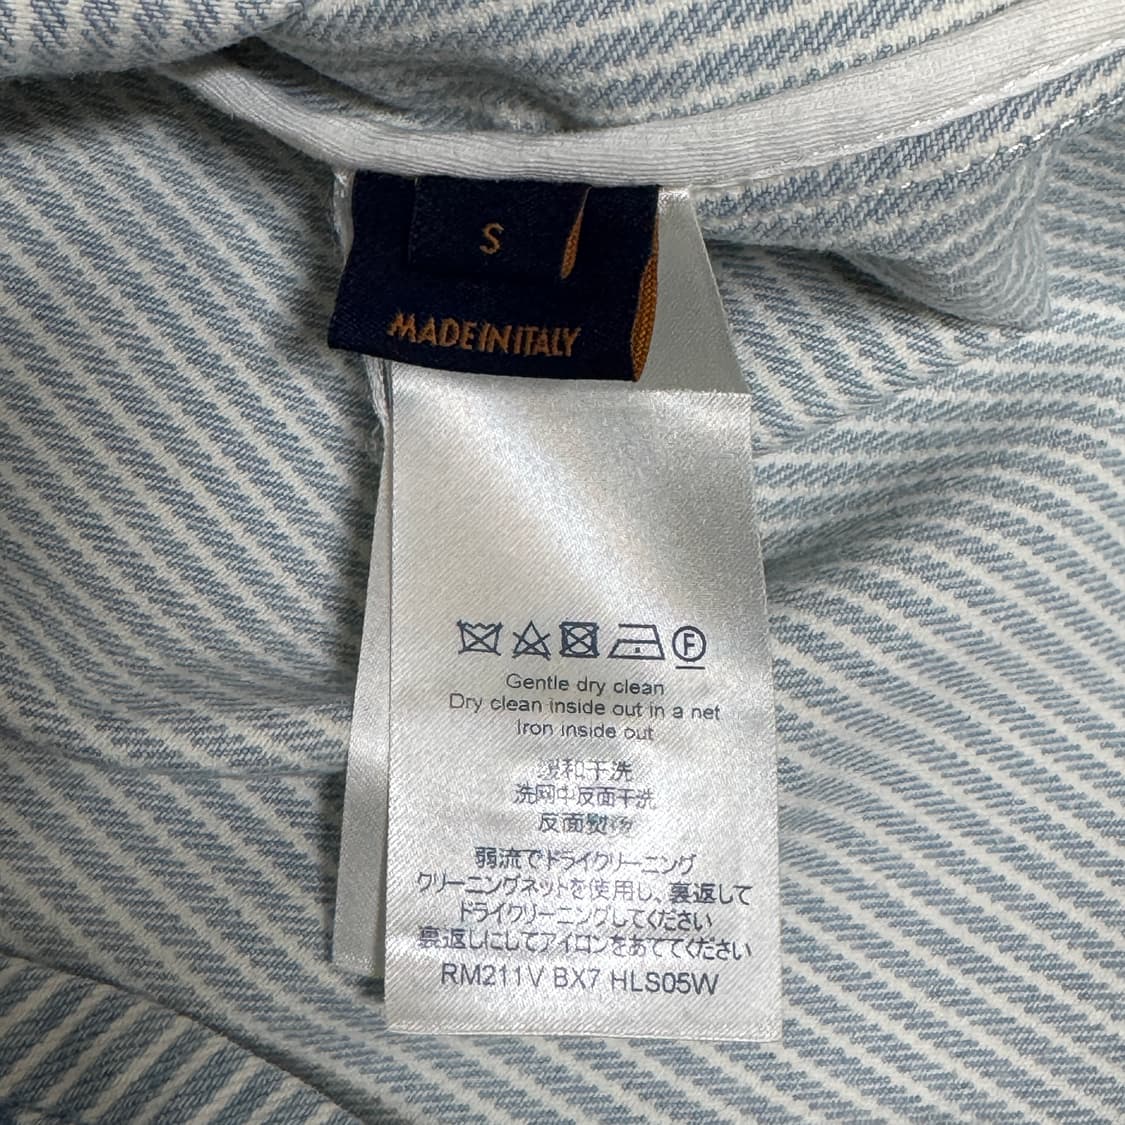 S
MADE IN ITALY
F
Gentle dry clean
Dry clean inside out in a net
Iron inside out
缓和干洗
洗网中反面干洗
反面熨烫
弱流でドライクリーニング
クリーニングネットを使用し、裏返して
ドライクリーニングしてください
裏返しにしてアイロンをあててください
RM211V BX7 HLS05W